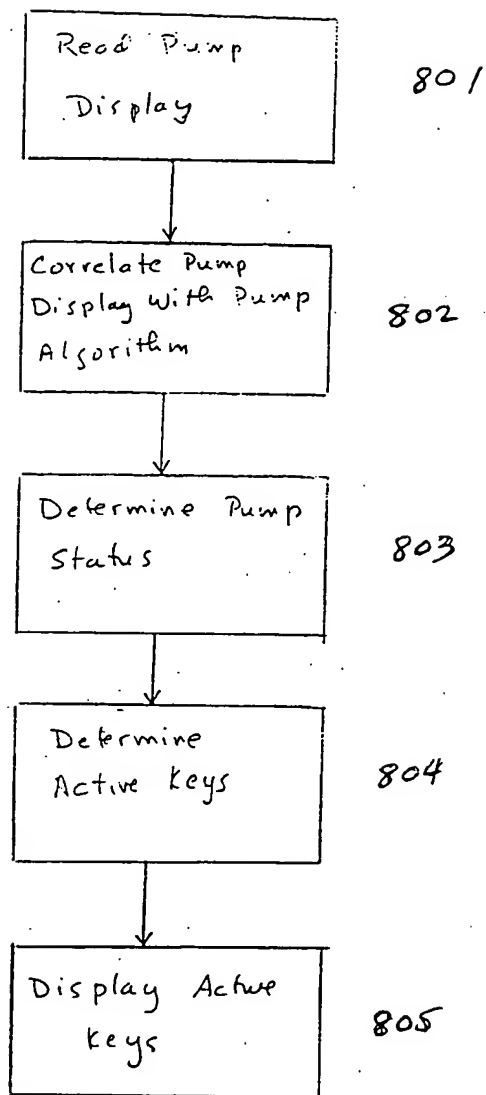 Read Pump
Display
801
Correlate Pump
Display with Pump
Algorithm
802
Determine Pump
Status
803
Determine
Active Keys
804
Display Active
Keys
805